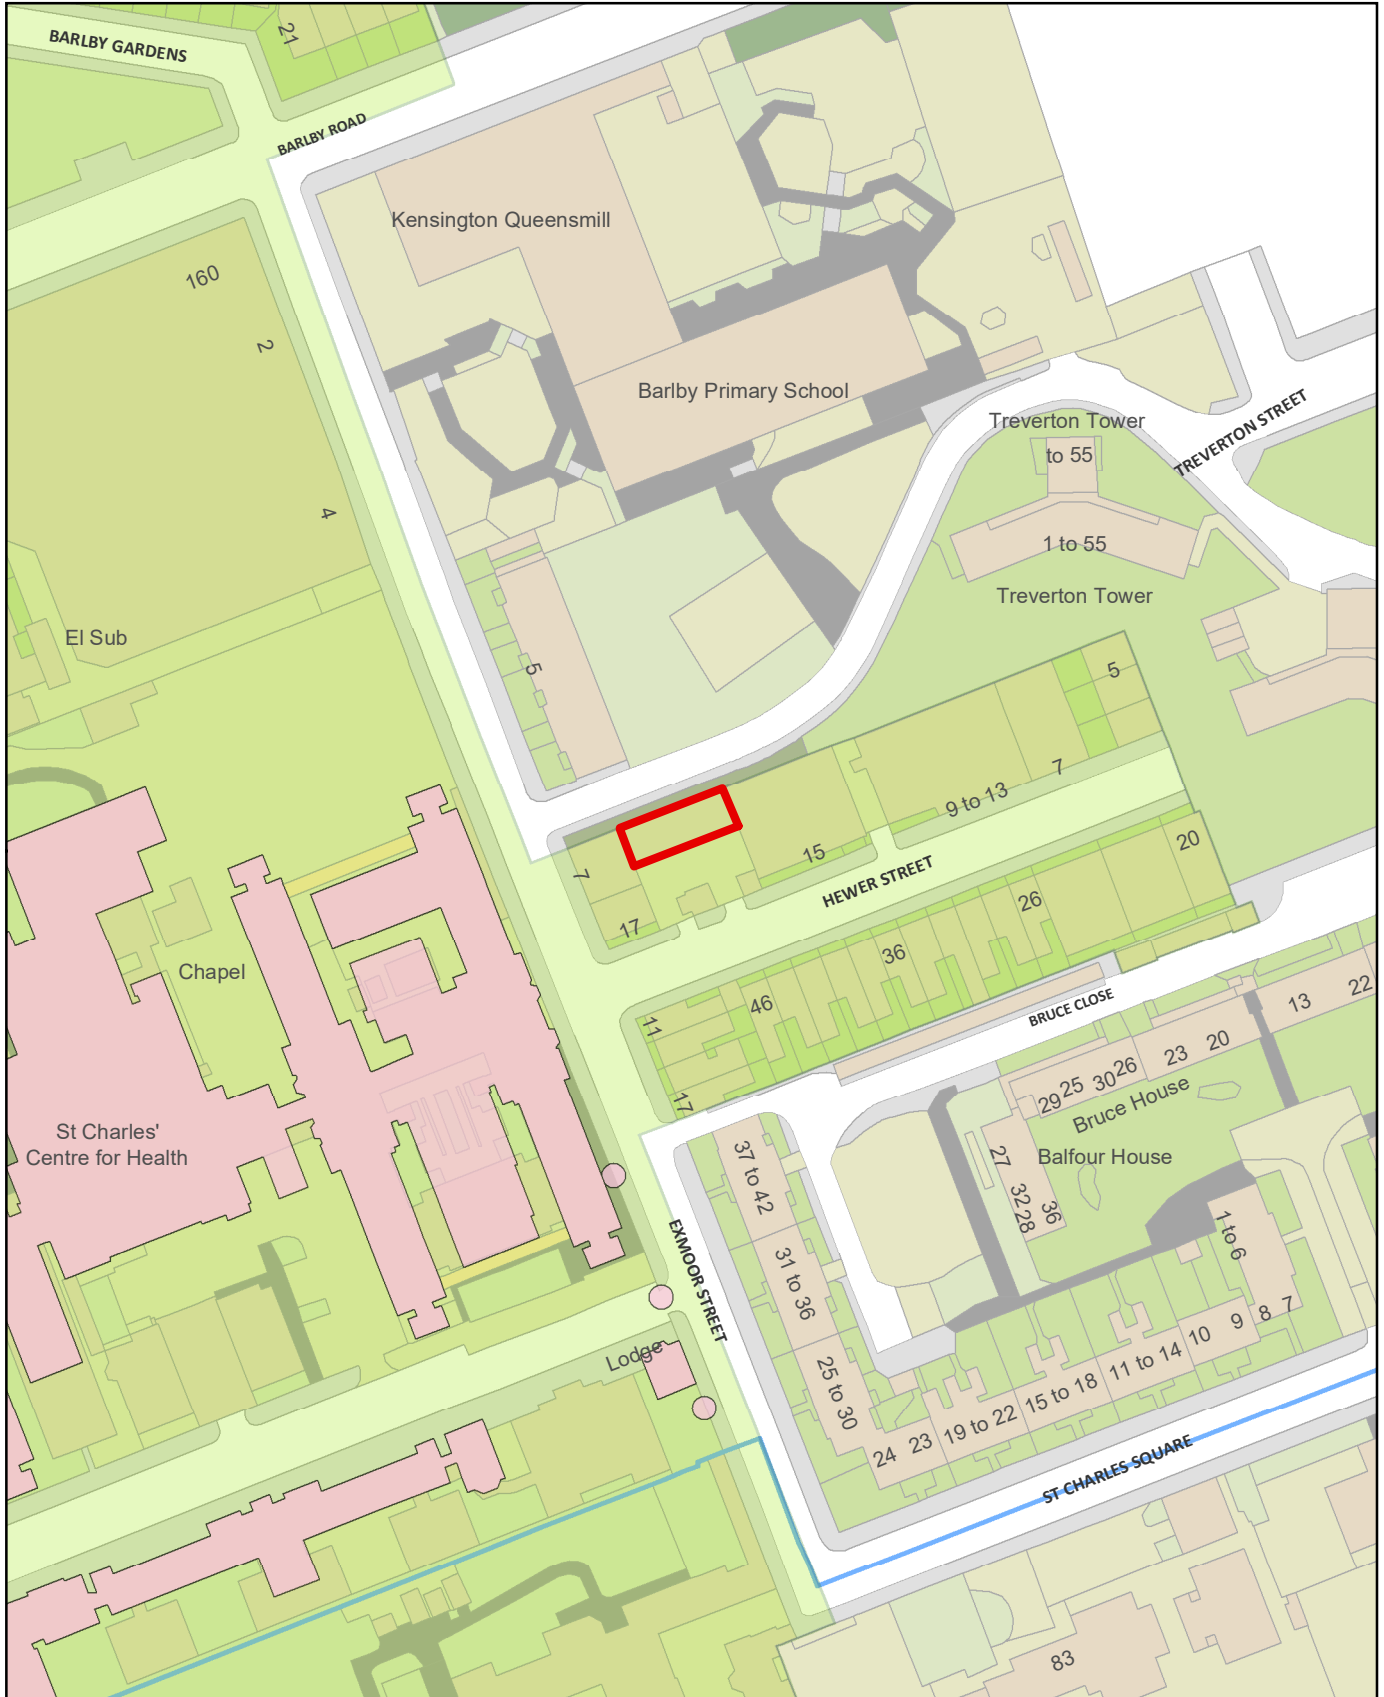 BARLBY GARDENS
21
BARLBY ROAD
Kensington Queensmill
160
2
Barlby Primary School
Treverton Tower
to 55
TREVERTON STREET
4
1 to 55
Treverton Tower
El Sub
5
5
7
9 to 13
15
7
HEWER STREET
20
17
26
36
Chapel
46
11
BRUCE CLOSE
13
22
20
23
26
30
25
29
Bruce House
17
St Charles'
Centre for Health
37 to 42
27
Balfour House
32
28
36
1 to 6
EXMOOR STREET
31 to 36
Lodge
25 to 30
7
8
9
10
11 to 14
15 to 18
19 to 22
23
24
ST CHARLES SQUARE
83